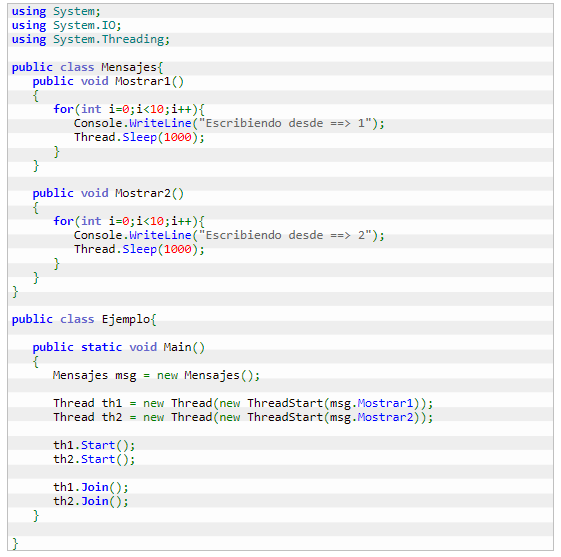 using System;
using System.IO;
using System.Threading;
public class Mensajes{
public void Mostrar1()
{
for(int i=0;i<10;i++){
Console.WriteLine("Escribiendo desde ==> 1");
Thread.Sleep(1000);
}
}
public void Mostrar2()
{
for(int i=0;i<10;i++){
Console.WriteLine("Escribiendo desde ==> 2");
Thread.Sleep(1000);
}
}
}
public class Ejemplo{
public static void Main()
{
Mensajes msg = new Mensajes();
Thread th1 = new Thread(new ThreadStart(msg.Mostrar1));
Thread th2 = new Thread(new ThreadStart(msg.Mostrar2));
th1.Start();
th2.Start();
th1.Join();
th2.Join();
}
}